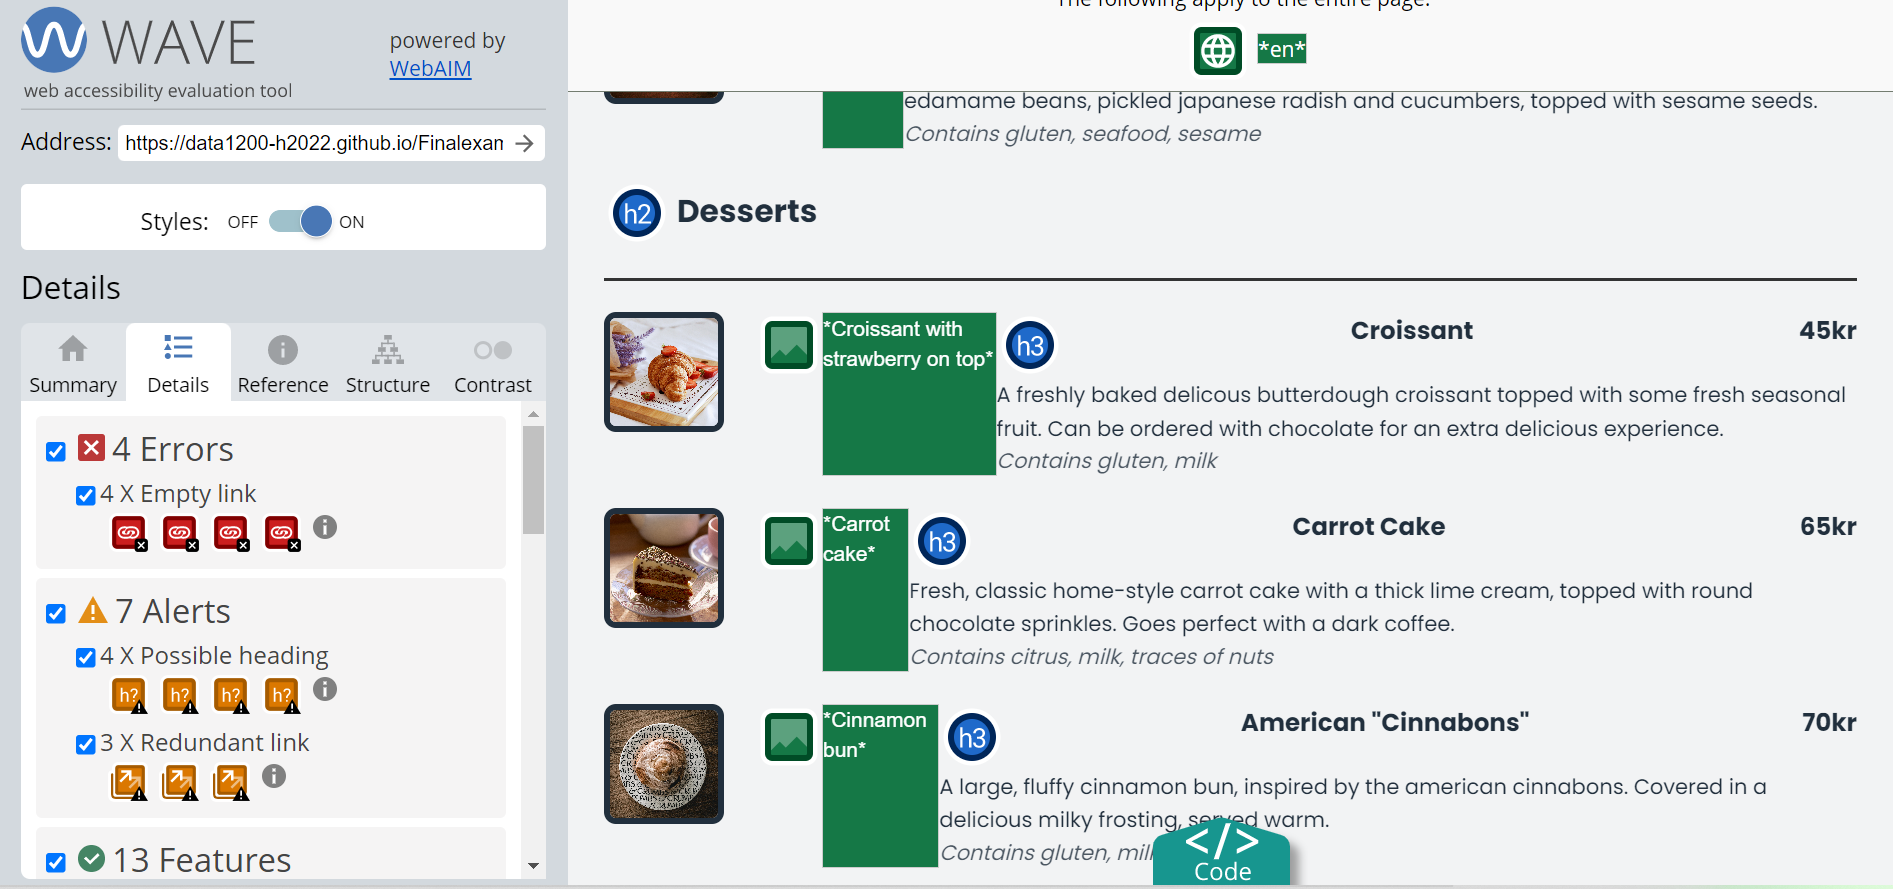 WAVE
powered by
WebAIM
web accessibility evaluation tool
Address: https://data1200-h2022.github.io/Finalexan
Styles: OFF ON
Details
Summary Details Reference Structure Contrast
4 Errors
4 X Empty link
7 Alerts
4 X Possible heading
h? h? h? h?
3 X Redundant link
13 Features
The following apply to the entire page:
*en*
edamame beans, pickled japanese radish and cucumbers, topped with sesame seeds.
Contains gluten, seafood, sesame
h2 Desserts
*Croissant with
strawberry on top*
h3 Croissant 45kr
A freshly baked delicous butterdough croissant topped with some fresh seasonal
fruit. Can be ordered with chocolate for an extra delicious experience.
Contains gluten, milk
*Carrot
cake*
h3 Carrot Cake 65kr
Fresh, classic home-style carrot cake with a thick lime cream, topped with round
chocolate sprinkles. Goes perfect with a dark coffee.
Contains citrus, milk, traces of nuts
*Cinnamon
bun*
h3 American "Cinnabons" 70kr
A large, fluffy cinnamon bun, inspired by the american cinnabons. Covered in a
delicious milky frosting, served warm.
Contains gluten, milk
</> Code